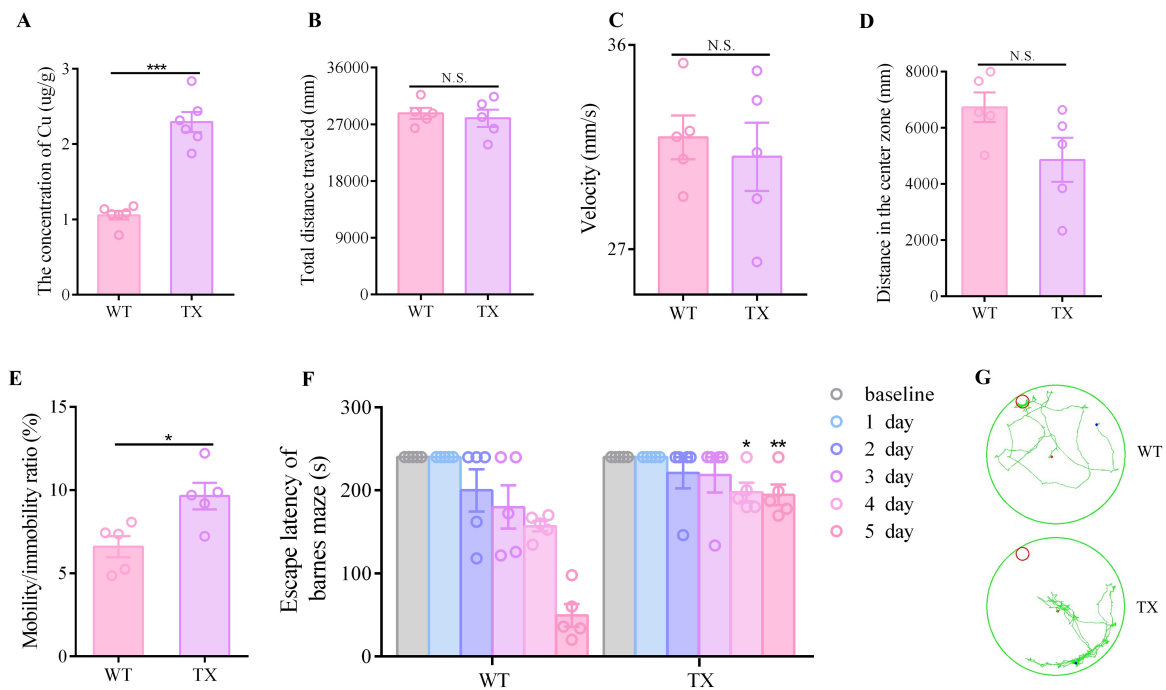 A
The concentration of Cu (ug/g)
3
2
1
0
***
WT
TX
B
Total distance traveled (mm)
36000
27000
18000
9000
0
N.S.
WT
TX
C
Velocity (mm/s)
36
27
N.S.
WT
TX
D
Distance in the center zone (mm)
8000
6000
4000
2000
0
N.S.
WT
TX
E
Mobility/immobility ratio (%)
15
10
5
0
*
WT
TX
F
Escape latency of
barnes maze (s)
300
200
100
0
*
**
WT
TX
baseline
1 day
2 day
3 day
4 day
5 day
G
WT
TX